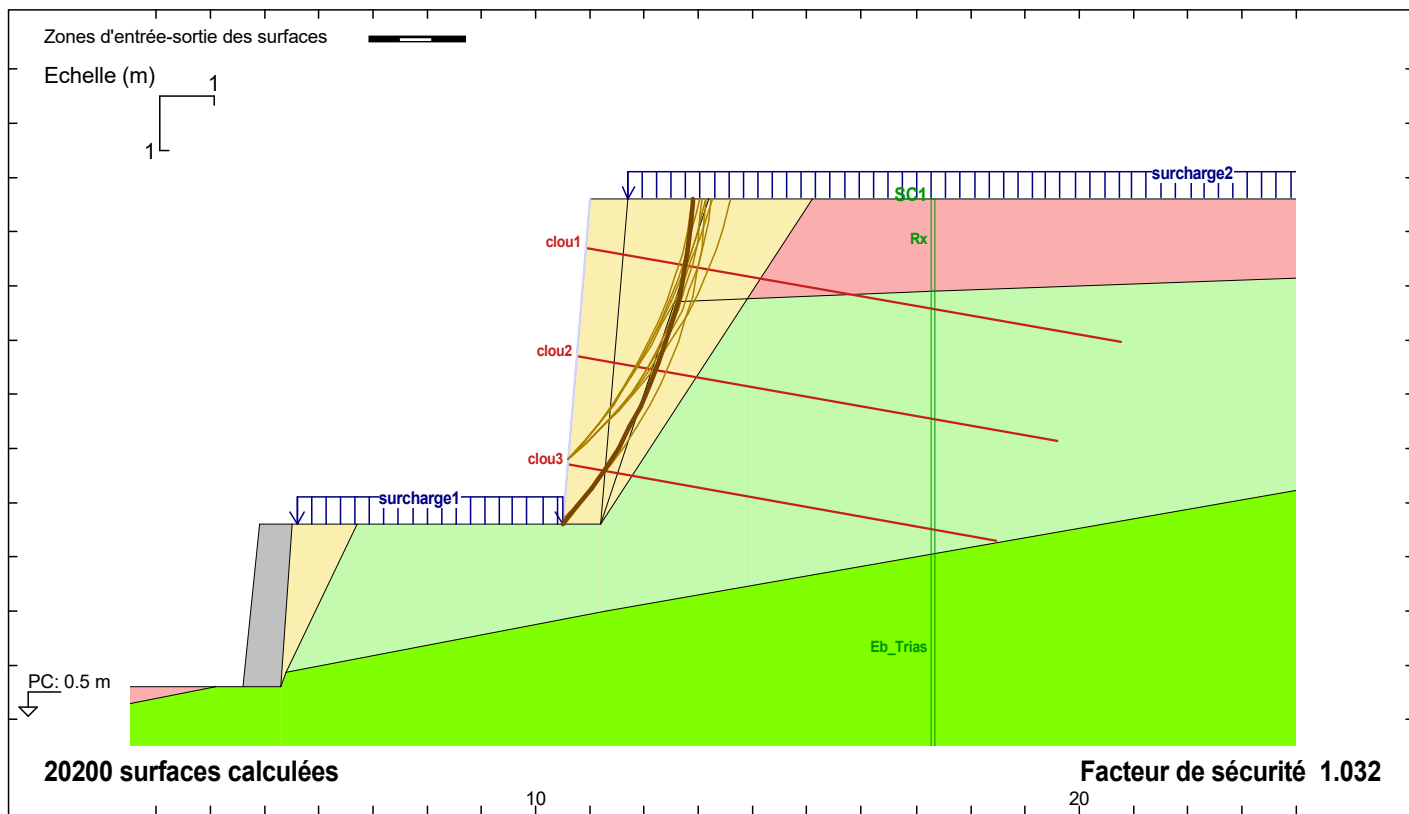 Zones d'entrée-sortie des surfaces
Echelle (m)
1
1
surcharge2
SC1
clou1
Rx
clou2
clou3
surcharge1
Eb_Trias
PC: 0.5 m
20200 surfaces calculées
Facteur de sécurité 1.032
10
20